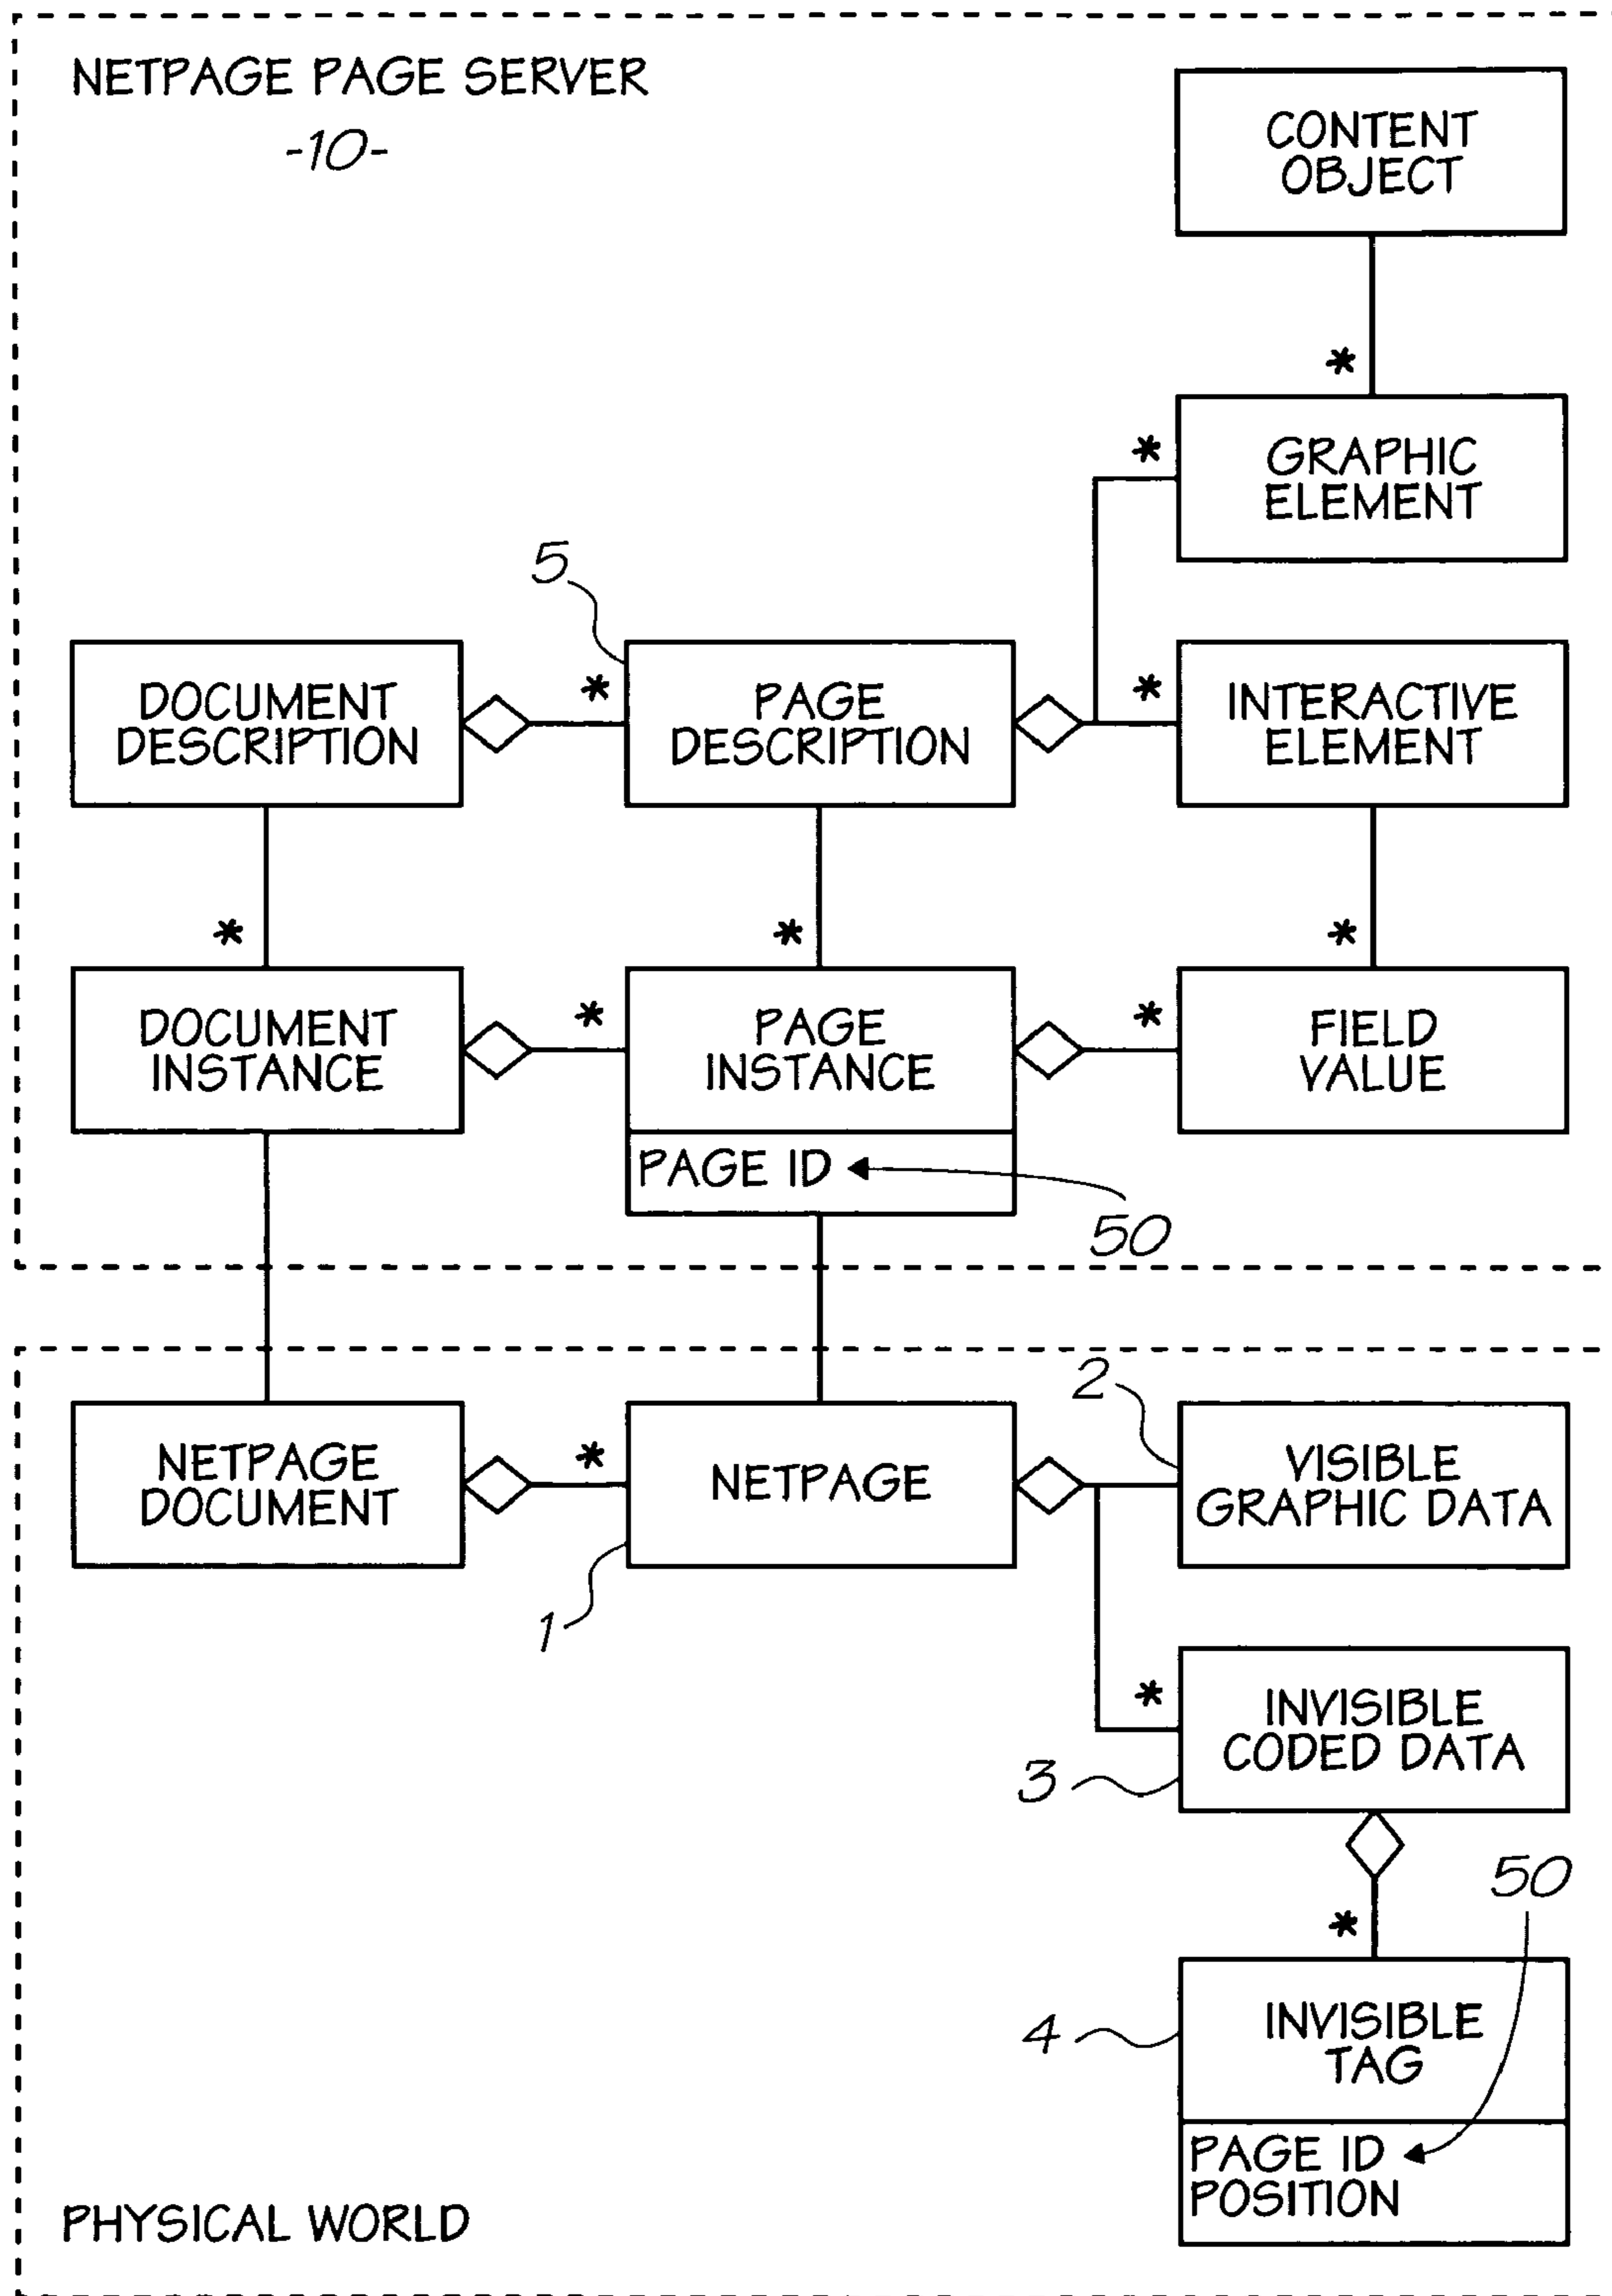 NETPAGE PAGE SERVER
-10-
CONTENT
OBJECT
*
*
GRAPHIC
ELEMENT
5
DOCUMENT
DESCRIPTION
*
PAGE
DESCRIPTION
*
INTERACTIVE
ELEMENT
*
*
*
DOCUMENT
INSTANCE
*
PAGE
INSTANCE
*
FIELD
VALUE
PAGE ID
50
NETPAGE
DOCUMENT
*
NETPAGE
1
2
VISIBLE
GRAPHIC DATA
*
INVISIBLE
CODED DATA
3
50
*
4
INVISIBLE
TAG
PAGE ID
POSITION
PHYSICAL WORLD